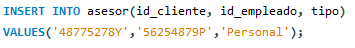 INSERT INTO asesor(id_cliente, id_empleado, tipo)
VALUES('48775278Y','56254879P','Personal');